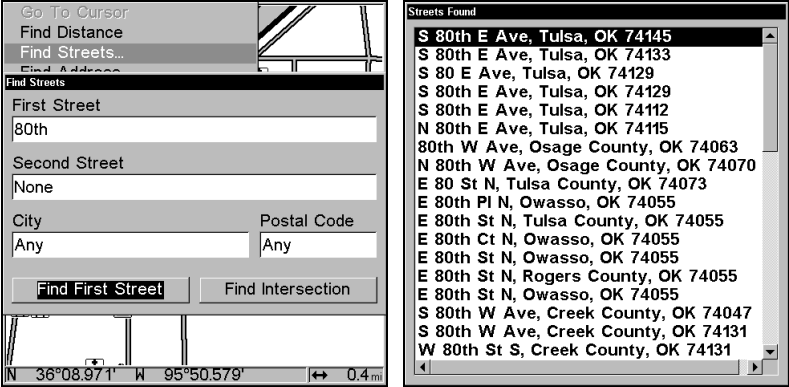 Go To Cursor
Find Distance
Find Streets...
Find Address...
Find Streets
First Street
80th
Second Street
None
City Postal Code
Any Any
Find First Street Find Intersection
N 36°08.971' W 95°50.579' 0.4 mi
Streets Found
S 80th E Ave, Tulsa, OK 74145
S 80th E Ave, Tulsa, OK 74133
S 80 E Ave, Tulsa, OK 74129
S 80th E Ave, Tulsa, OK 74129
S 80th E Ave, Tulsa, OK 74112
N 80th E Ave, Tulsa, OK 74115
80th W Ave, Osage County, OK 74063
N 80th W Ave, Osage County, OK 74070
E 80 St N, Tulsa County, OK 74073
E 80th Pl N, Owasso, OK 74055
E 80th St N, Tulsa County, OK 74055
E 80th Ct N, Owasso, OK 74055
E 80th St N, Owasso, OK 74055
E 80th St N, Rogers County, OK 74055
E 80th St N, Owasso, OK 74055
S 80th W Ave, Creek County, OK 74047
S 80th W Ave, Creek County, OK 74131
W 80th St S, Creek County, OK 74131